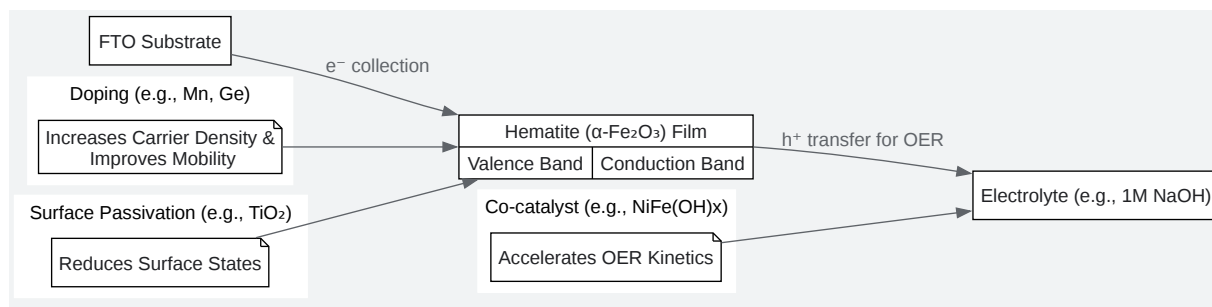 FTO Substrate
e⁻ collection
Doping (e.g., Mn, Ge)
Increases Carrier Density &
Improves Mobility
Surface Passivation (e.g., TiO₂)
Reduces Surface States
Hematite (α-Fe₂O₃) Film
Valence Band
Conduction Band
Co-catalyst (e.g., NiFe(OH)x)
Accelerates OER Kinetics
h⁺ transfer for OER
Electrolyte (e.g., 1M NaOH)